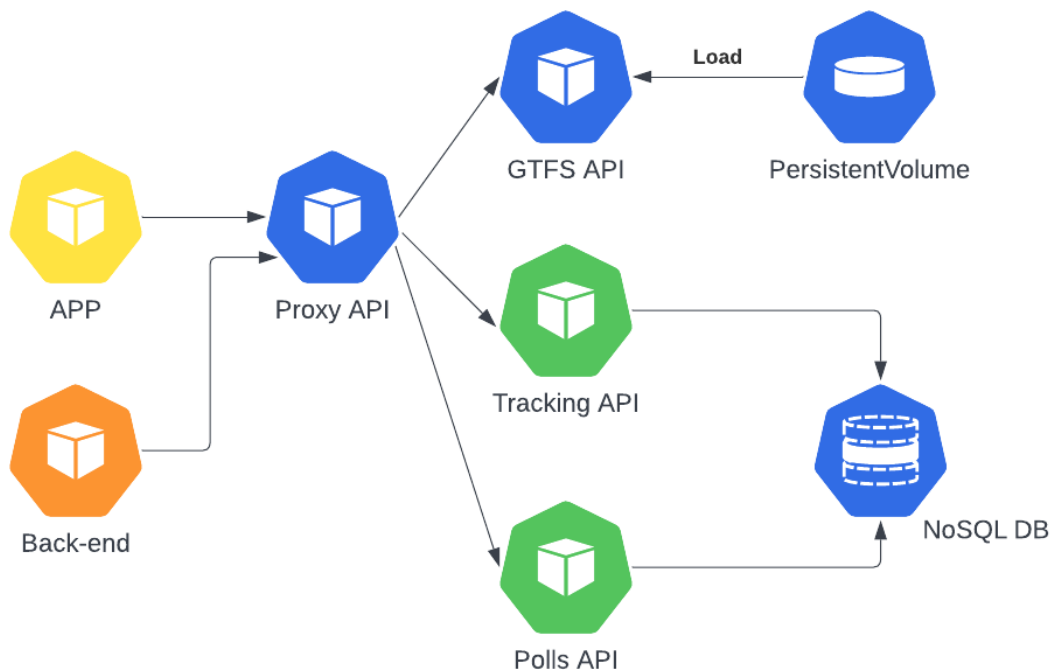 Load
GTFS API
PersistentVolume
APP
Proxy API
Tracking API
Back-end
NoSQL DB
Polls API